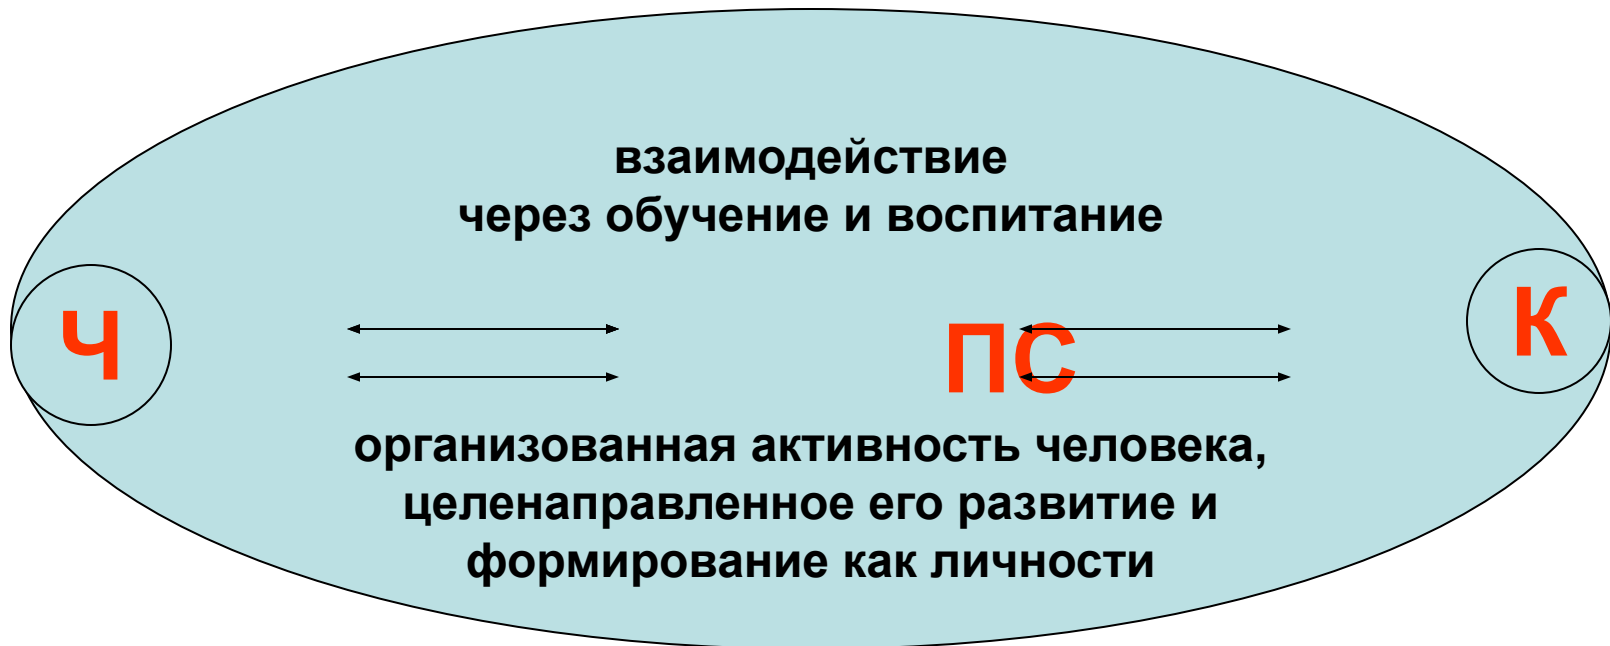 взаимодействие
через обучение и воспитание
Ч ПС К
организованная активность человека,
целенаправленное его развитие и
формирование как личности